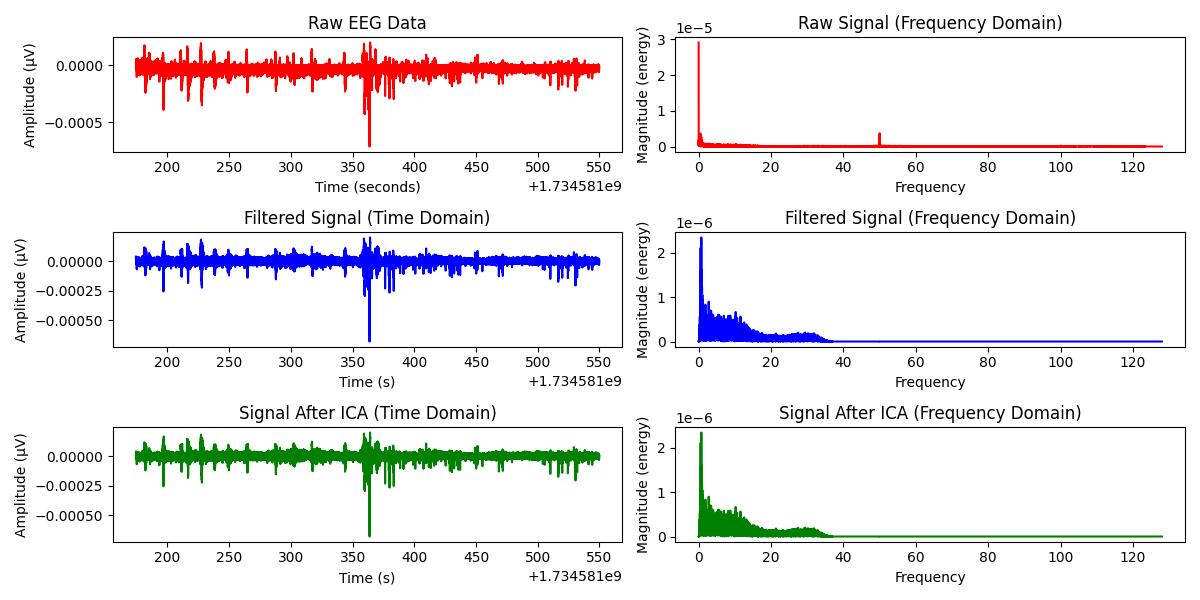 Raw EEG Data
Amplitude (µV)
0.0000
−0.0005
200 250 300 350 400 450 500 550
Time (seconds)
+1.734581e9
Raw Signal (Frequency Domain)
1e−5
Magnitude (energy)
3
2
1
0
0 20 40 60 80 100 120
Frequency
Filtered Signal (Time Domain)
Amplitude (µV)
0.00000
−0.00025
−0.00050
200 250 300 350 400 450 500 550
Time (s)
+1.734581e9
Filtered Signal (Frequency Domain)
1e−6
Magnitude (energy)
2
1
0
0 20 40 60 80 100 120
Frequency
Signal After ICA (Time Domain)
Amplitude (µV)
0.00000
−0.00025
−0.00050
200 250 300 350 400 450 500 550
Time (s)
+1.734581e9
Signal After ICA (Frequency Domain)
1e−6
Magnitude (energy)
2
1
0
0 20 40 60 80 100 120
Frequency